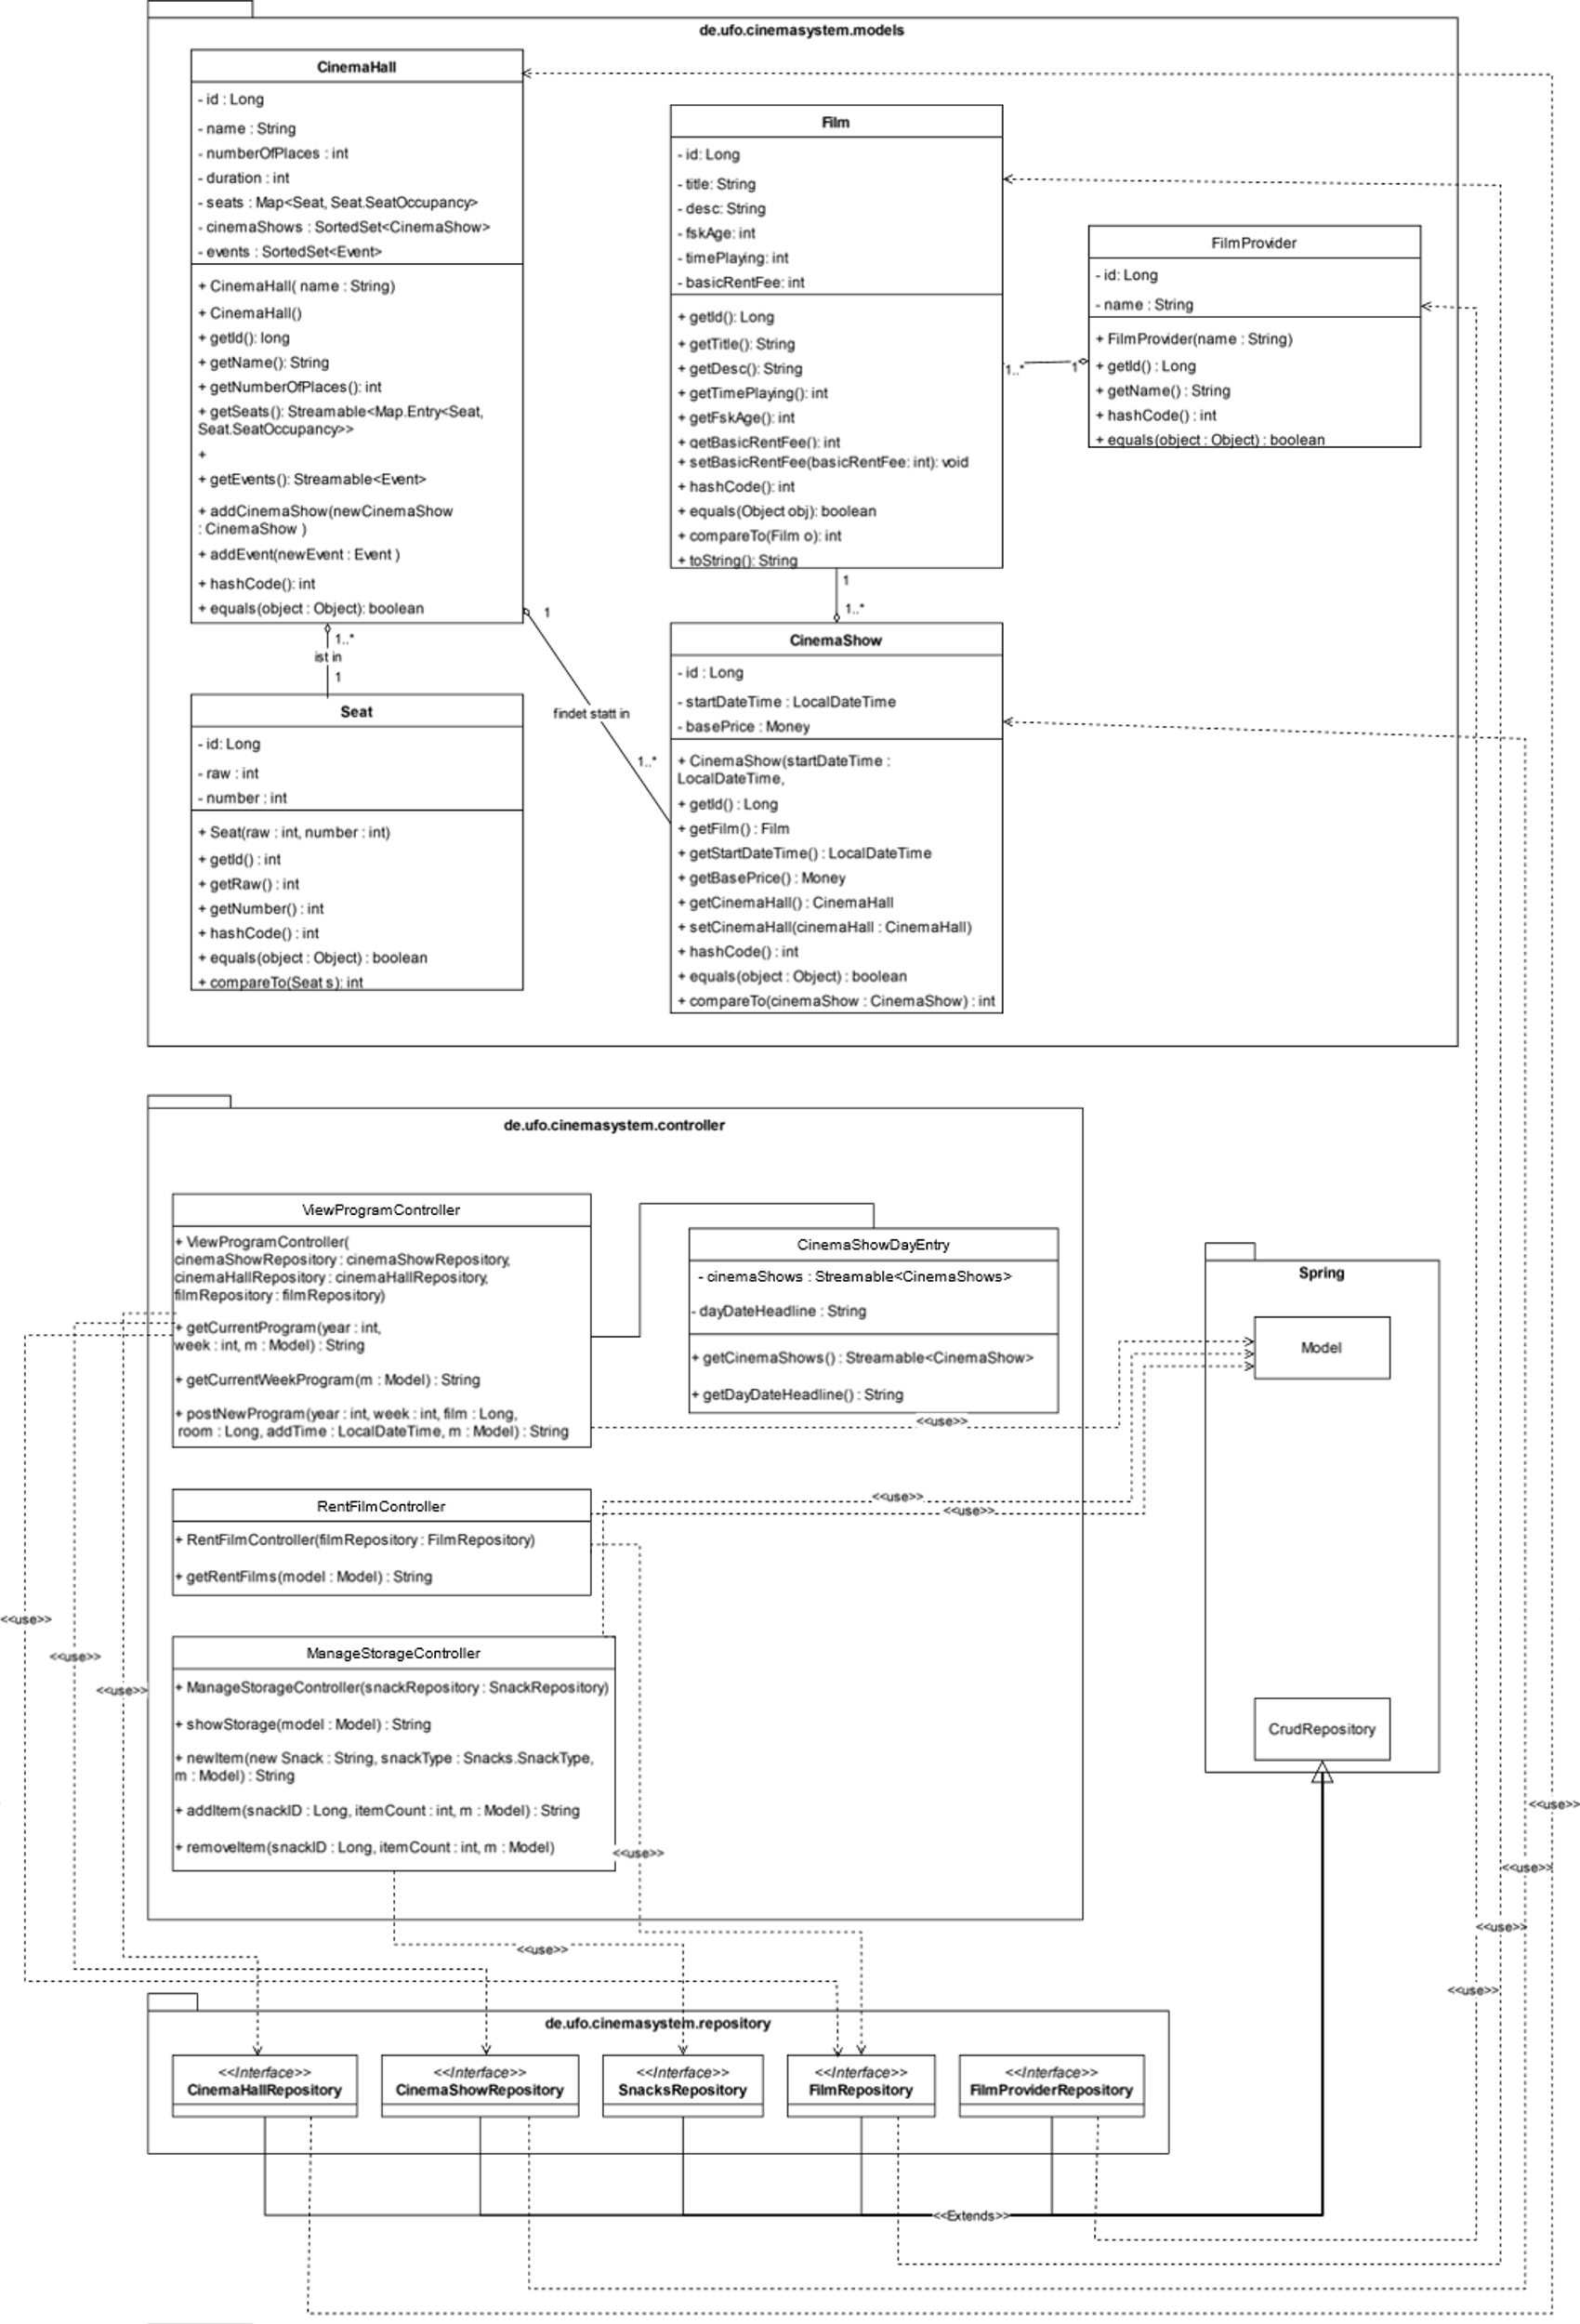 de.ufo.cinemasystem.models
CinemaHall
- id : Long
- name : String
- numberOfPlaces : int
- duration : int
- seats : Map<Seat, Seat.SeatOccupancy>
- cinemaShows : SortedSet<CinemaShow>
- events : SortedSet<Event>
+ CinemaHall( name : String)
+ CinemaHall()
+ getId(): long
+ getName(): String
+ getNumberOfPlaces(): int
+ getSeats(): Streamable<Map.Entry<Seat,
Seat.SeatOccupancy>>
+
+ getEvents(): Streamable<Event>
+ addCinemaShow(newCinemaShow
: CinemaShow )
+ addEvent(newEvent : Event )
+ hashCode(): int
+ equals(object : Object): boolean
Film
- id: Long
- title: String
- desc: String
- fskAge: int
- timePlaying: int
- basicRentFee: int
+ getId(): Long
+ getTitle(): String
+ getDesc(): String
+ getTimePlaying(): int
+ getFskAge(): int
+ getBasicRentFee(): int
+ setBasicRentFee(basicRentFee: int): void
+ hashCode(): int
+ equals(Object obj): boolean
+ compareTo(Film o): int
+ toString(): String
FilmProvider
- id: Long
- name : String
+ FilmProvider(name : String)
+ getId() : Long
+ getName() : String
+ hashCode() : int
+ equals(object : Object) : boolean
1..*
1
1
1..*
1
1..*
ist in
1
findet statt in
1..*
Seat
- id: Long
- raw : int
- number : int
+ Seat(raw : int, number : int)
+ getId() : int
+ getRaw() : int
+ getNumber() : int
+ hashCode() : int
+ equals(object : Object) : boolean
+ compareTo(Seat s): int
CinemaShow
- id : Long
- startDateTime : LocalDateTime
- basePrice : Money
+ CinemaShow(startDateTime :
LocalDateTime,
+ getId() : Long
+ getFilm() : Film
+ getStartDateTime() : LocalDateTime
+ getBasePrice() : Money
+ getCinemaHall() : CinemaHall
+ setCinemaHall(cinemaHall : CinemaHall)
+ hashCode() : int
+ equals(object : Object) : boolean
+ compareTo(cinemaShow : CinemaShow) : int
de.ufo.cinemasystem.controller
ViewProgramController
+ ViewProgramController(
cinemaShowRepository : cinemaShowRepository,
cinemaHallRepository : cinemaHallRepository,
filmRepository : filmRepository)
+ getCurrentProgram(year : int,
week : int, m : Model) : String
+ getCurrentWeekProgram(m : Model) : String
+ postNewProgram(year : int, week : int, film : Long,
room : Long, addTime : LocalDateTime, m : Model) : String
CinemaShowDayEntry
- cinemaShows : Streamable<CinemaShows>
- dayDateHeadline : String
+ getCinemaShows() : Streamable<CinemaShow>
+ getDayDateHeadline() : String
<<use>>
Spring
Model
CrudRepository
<<use>>
<<use>>
RentFilmController
+ RentFilmController(filmRepository : FilmRepository)
+ getRentFilms(model : Model) : String
<<use>>
<<use>>
<<use>>
ManageStorageController
+ ManageStorageController(snackRepository : SnackRepository)
+ showStorage(model : Model) : String
+ newItem(new Snack : String, snackType : Snacks.SnackType,
m : Model) : String
+ addItem(snackID : Long, itemCount : int, m : Model) : String
+ removeItem(snackID : Long, itemCount : int, m : Model)
<<use>>
<<use>>
<<use>>
<<use>>
<<use>>
<<use>>
de.ufo.cinemasystem.repository
<<Interface>>
CinemaHallRepository
<<Interface>>
CinemaShowRepository
<<Interface>>
SnacksRepository
<<Interface>>
FilmRepository
<<Interface>>
FilmProviderRepository
<<Extends>>